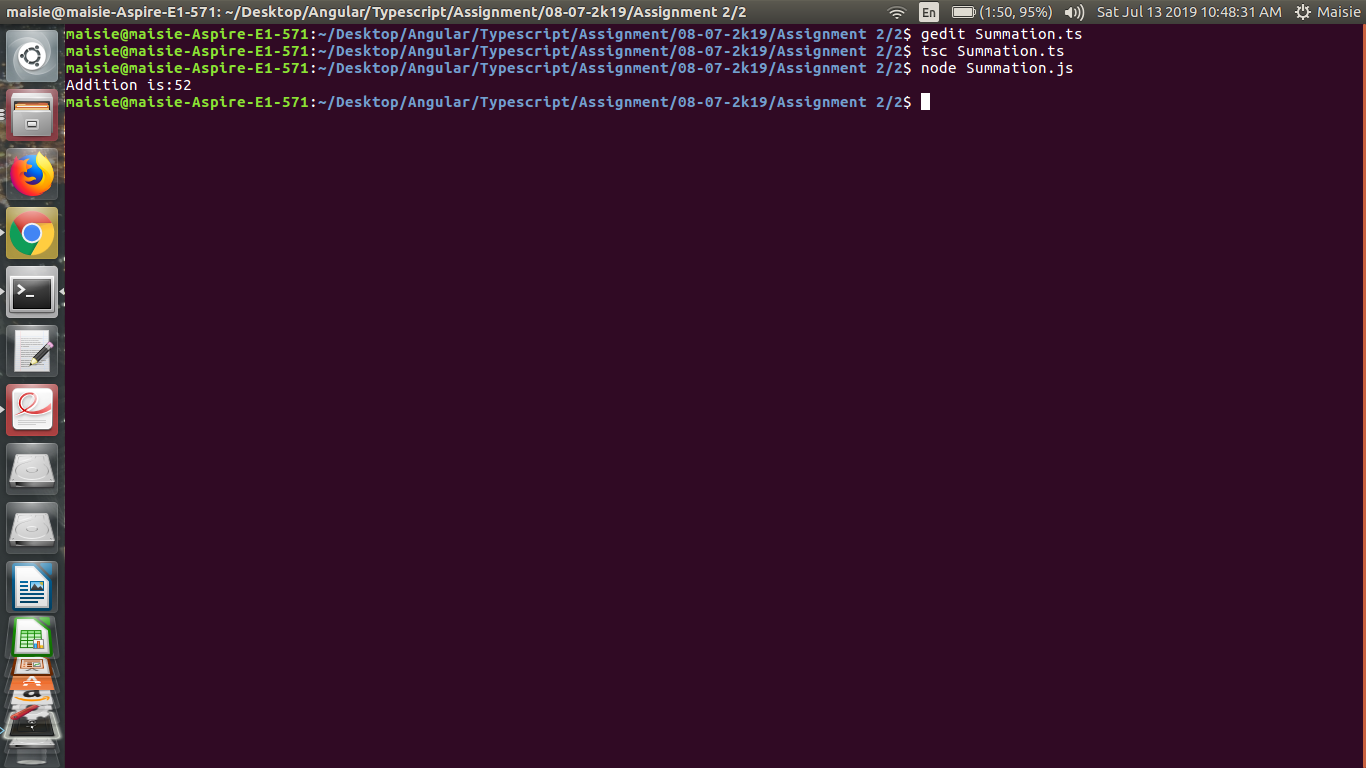 maisie@maisie-Aspire-E1-571: ~/Desktop/Angular/Typescript/Assignment/08-07-2k19/Assignment 2/2
En
(1:50, 95%)
Sat Jul 13 2019 10:48:31 AM
Maisie
maisie@maisie-Aspire-E1-571:~/Desktop/Angular/Typescript/Assignment/08-07-2k19/Assignment 2/2$ gedit Summation.ts
maisie@maisie-Aspire-E1-571:~/Desktop/Angular/Typescript/Assignment/08-07-2k19/Assignment 2/2$ tsc Summation.ts
maisie@maisie-Aspire-E1-571:~/Desktop/Angular/Typescript/Assignment/08-07-2k19/Assignment 2/2$ node Summation.js
Addition is:52
maisie@maisie-Aspire-E1-571:~/Desktop/Angular/Typescript/Assignment/08-07-2k19/Assignment 2/2$